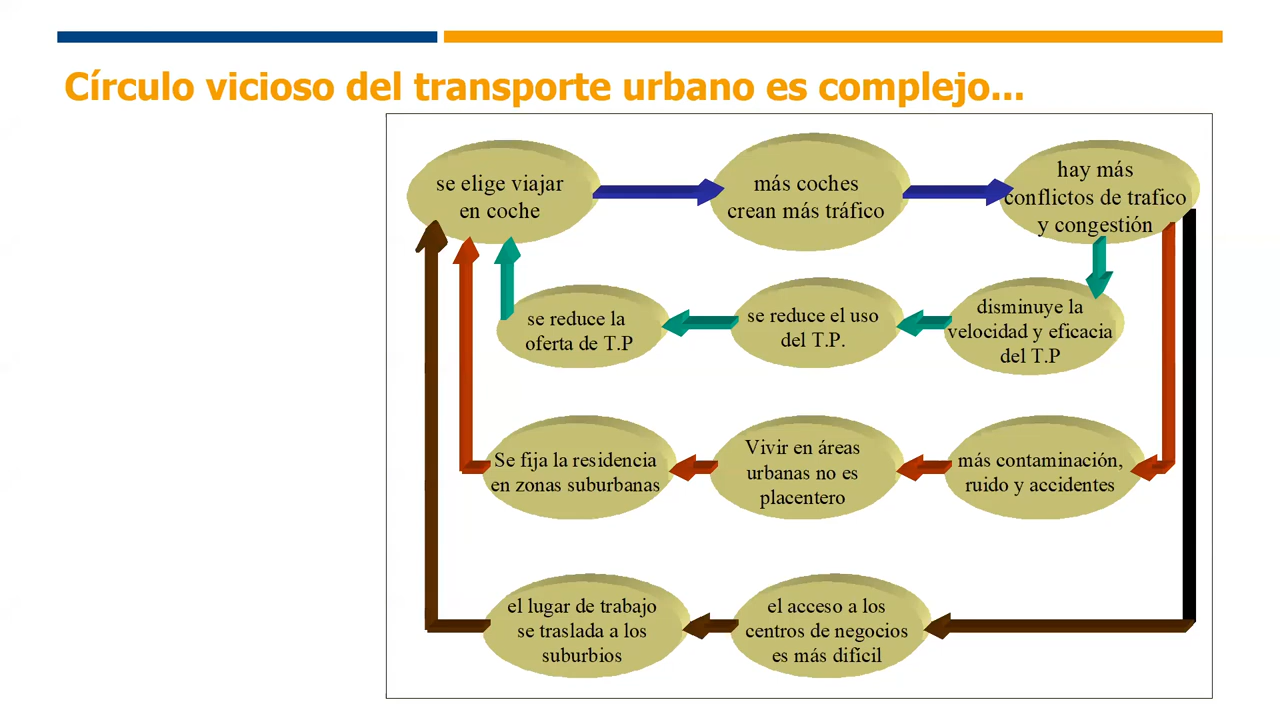 Círculo vicioso del transporte urbano es complejo...
se elige viajar
en coche
más coches
crean más tráfico
hay más
conflictos de trafico
y congestión
se reduce la
oferta de T.P
se reduce el uso
del T.P.
disminuye la
velocidad y eficacia
del T.P
Se fija la residencia
en zonas suburbanas
Vivir en áreas
urbanas no es
placentero
más contaminación,
ruido y accidentes
el lugar de trabajo
se traslada a los
suburbios
el acceso a los
centros de negocios
es más difícil